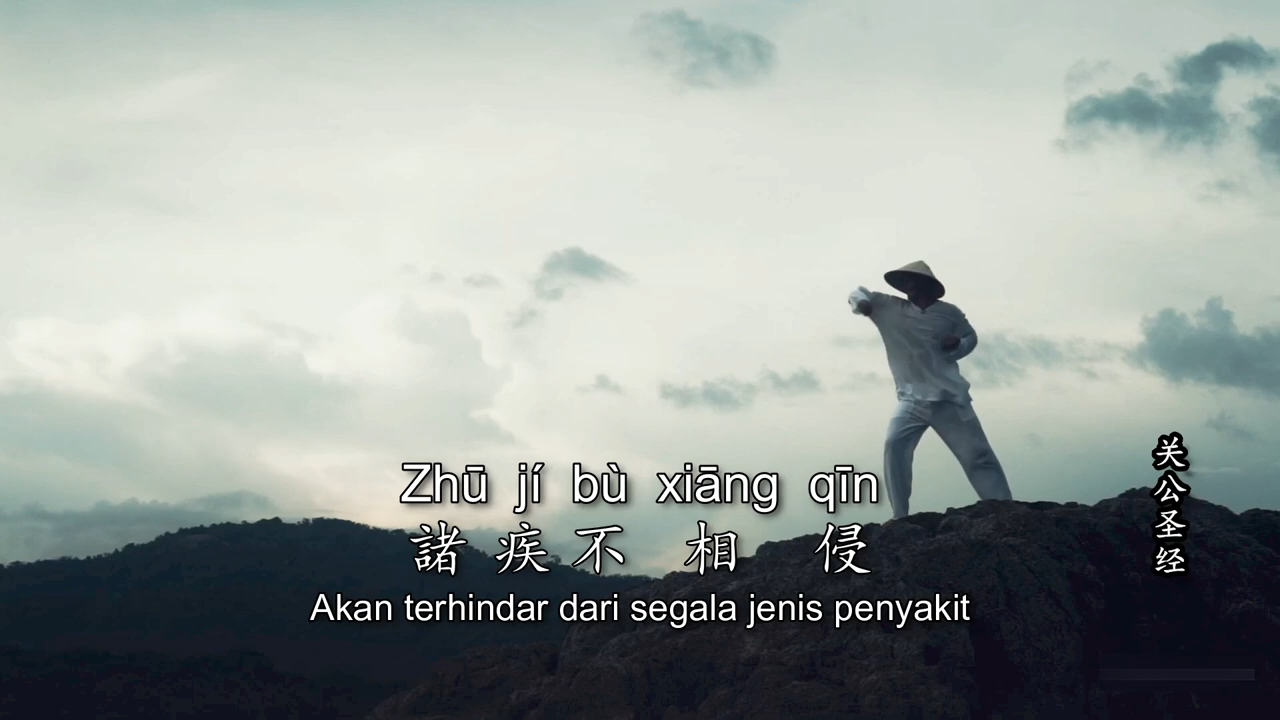 Zhū jí bù xiāng qīn
諸疾不相侵
Akan terhindar dari segala jenis penyakit
关公圣经